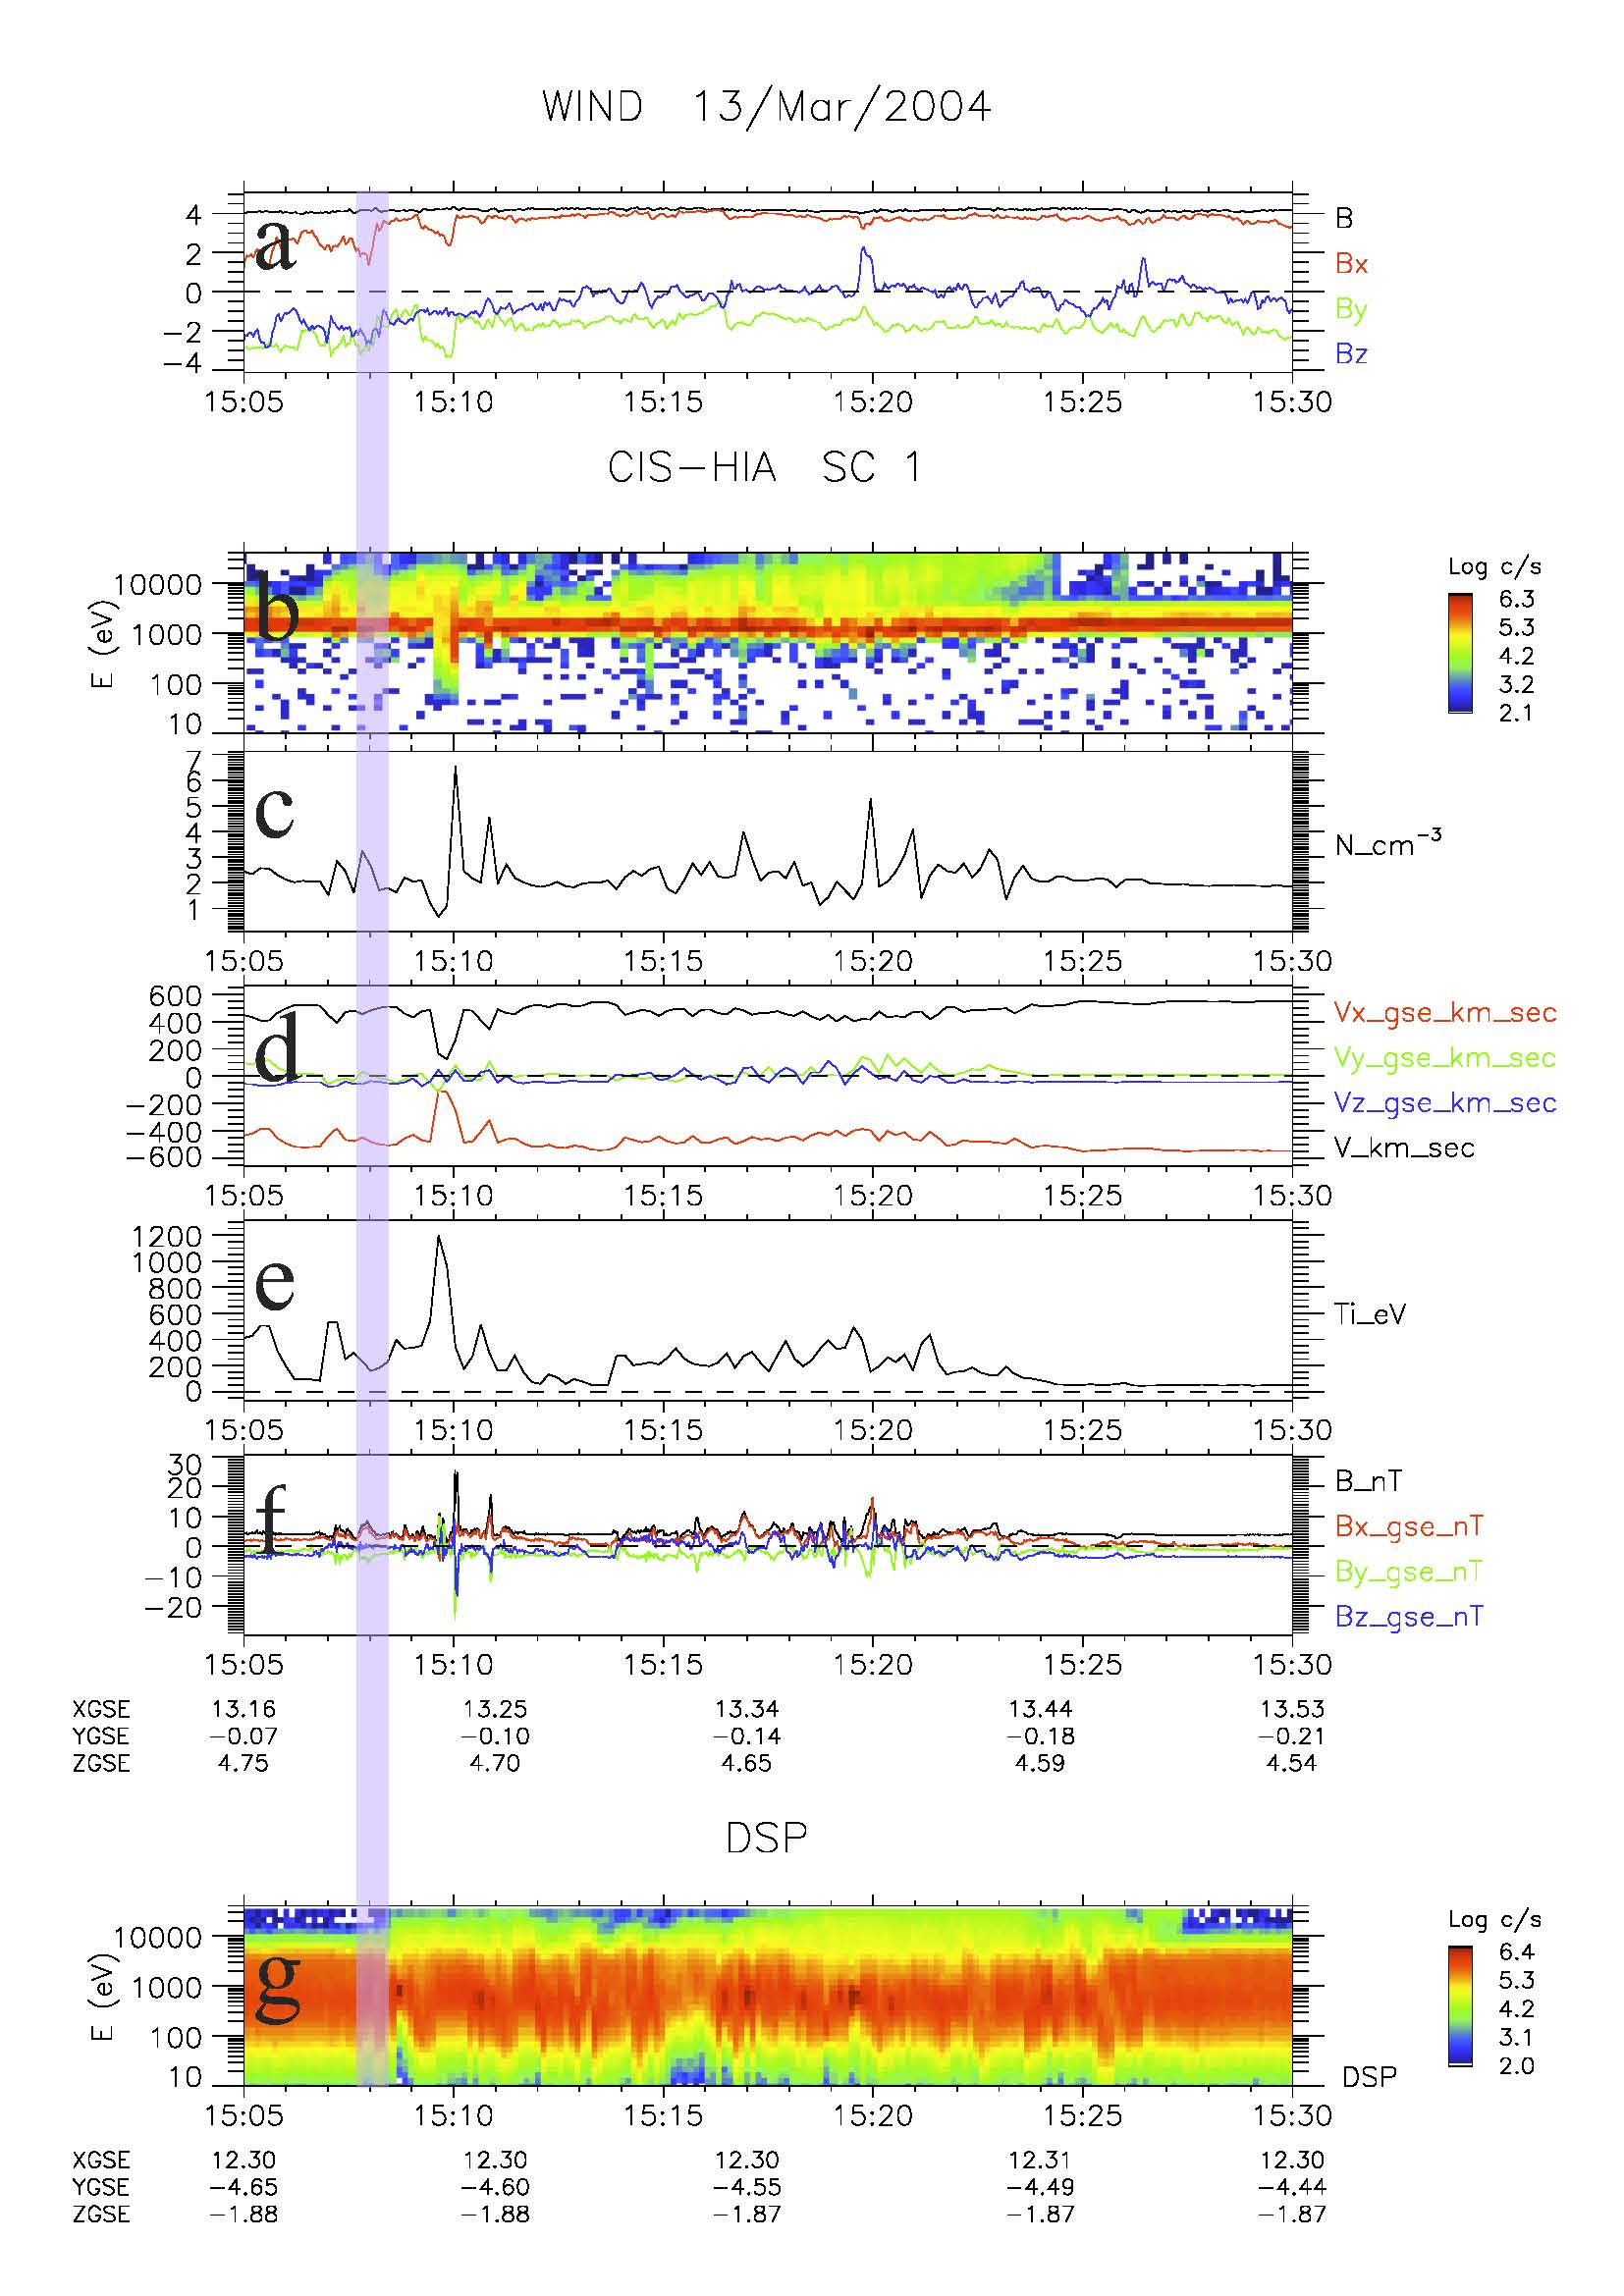 WIND 13/Mar/2004
a
4
2
0
−2
−4
B
Bx
By
Bz
15:05 15:10 15:15 15:20 15:25 15:30
CIS−HIA SC 1
b
E (eV)
10000
1000
100
10
Log c/s
6.3
5.3
4.2
3.2
2.1
c
7
6
5
4
3
2
1
N_cm−3
15:05 15:10 15:15 15:20 15:25 15:30
d
600
400
200
0
−200
−400
−600
Vx_gse_km_sec
Vy_gse_km_sec
Vz_gse_km_sec
V_km_sec
15:05 15:10 15:15 15:20 15:25 15:30
e
1200
1000
800
600
400
200
0
Ti_eV
15:05 15:10 15:15 15:20 15:25 15:30
f
30
20
10
0
−10
−20
B_nT
Bx_gse_nT
By_gse_nT
Bz_gse_nT
15:05 15:10 15:15 15:20 15:25 15:30
XGSE 13.16 13.25 13.34 13.44 13.53
YGSE −0.07 −0.10 −0.14 −0.18 −0.21
ZGSE 4.75 4.70 4.65 4.59 4.54
DSP
g
E (eV)
10000
1000
100
10
Log c/s
6.4
5.3
4.2
3.1
2.0
DSP
15:05 15:10 15:15 15:20 15:25 15:30
XGSE 12.30 12.30 12.30 12.31 12.30
YGSE −4.65 −4.60 −4.55 −4.49 −4.44
ZGSE −1.88 −1.88 −1.87 −1.87 −1.87